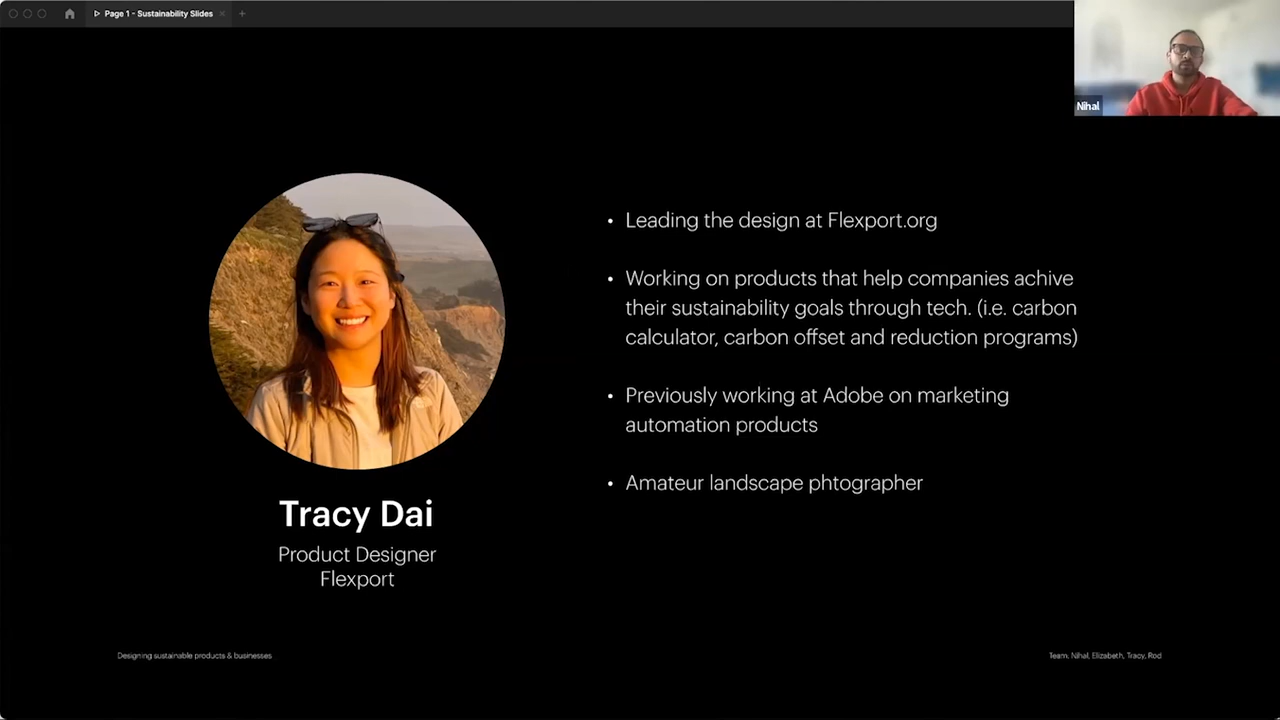 Page 1 - Sustainability Slides
Nihal
• Leading the design at Flexport.org
• Working on products that help companies achive
their sustainability goals through tech. (i.e. carbon
calculator, carbon offset and reduction programs)
• Previously working at Adobe on marketing
automation products
• Amateur landscape phtographer
Tracy Dai
Product Designer
Flexport
Designing sustainable products & businesses
Team: Nihal, Elizabeth, Tracy, Rod